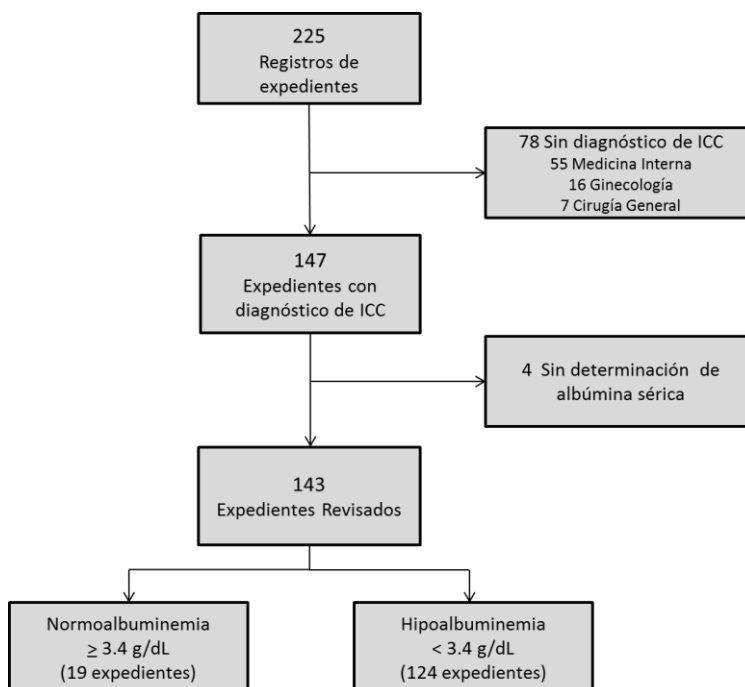 225
Registros de
expedientes
78 Sin diagnóstico de ICC
55 Medicina Interna
16 Ginecología
7 Cirugía General
147
Expedientes con
diagnóstico de ICC
4 Sin determinación de
albúmina sérica
143
Expedientes Revisados
Normoalbuminemia
≥ 3.4 g/dL
(19 expedientes)
Hipoalbuminemia
< 3.4 g/dL
(124 expedientes)